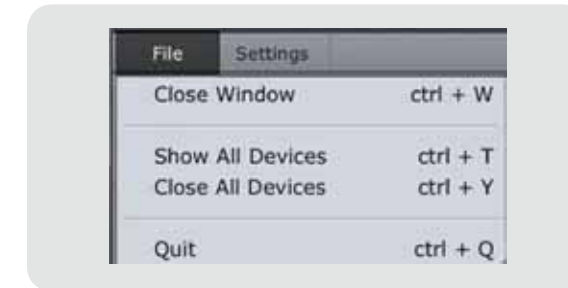 File Settings
Close Window ctrl + W
Show All Devices ctrl + T
Close All Devices ctrl + Y
Quit ctrl + Q